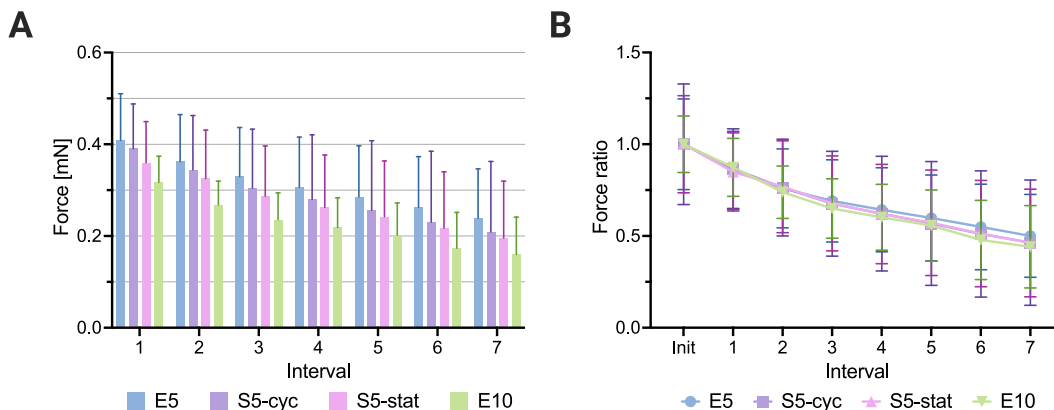 A
B
Force [mN]
0.6
0.4
0.2
0.0
1 2 3 4 5 6 7
Interval
E5 S5-cyc S5-stat E10
Force ratio
1.5
1.0
0.5
0.0
Init 1 2 3 4 5 6 7
Interval
E5 S5-cyc S5-stat E10